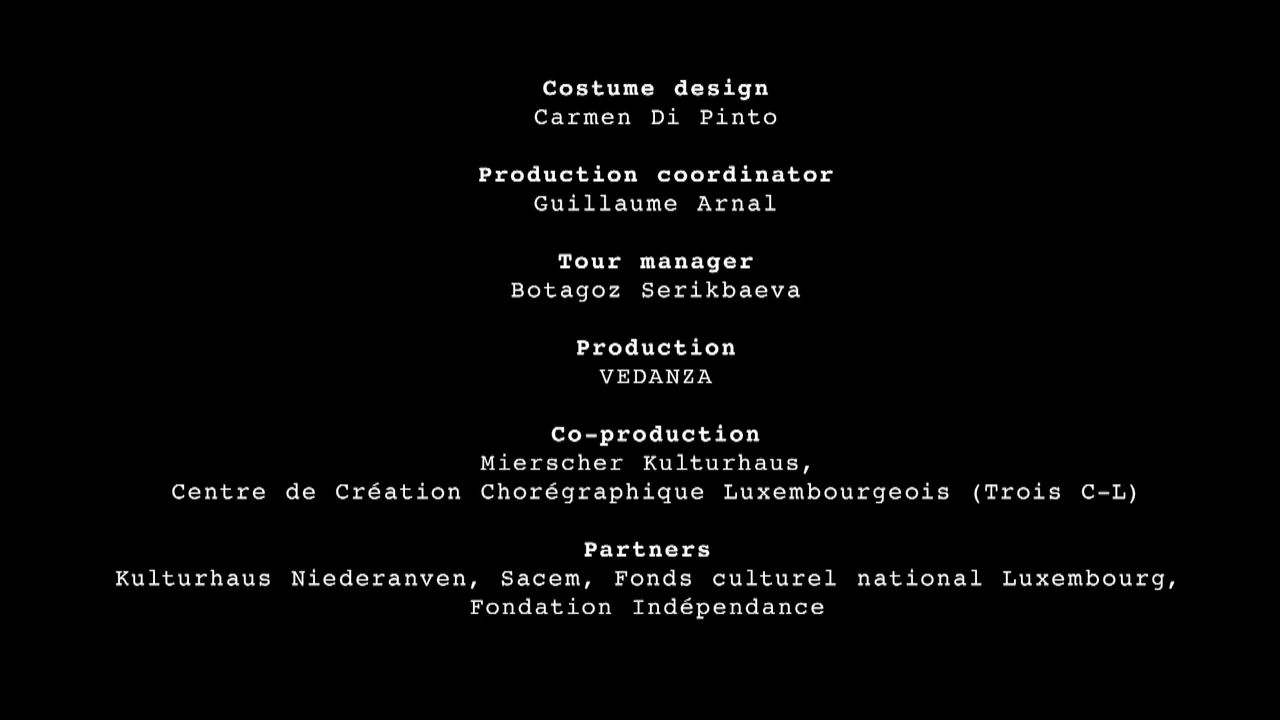 Costume design
Carmen Di Pinto
Production coordinator
Guillaume Arnal
Tour manager
Botagoz Serikbaeva
Production
VEDANZA
Co-production
Mierscher Kulturhaus,
Centre de Création Chorégraphique Luxembourgeois (Trois C-L)
Partners
Kulturhaus Niederanven, Sacem, Fonds culturel national Luxembourg,
Fondation Indépendance